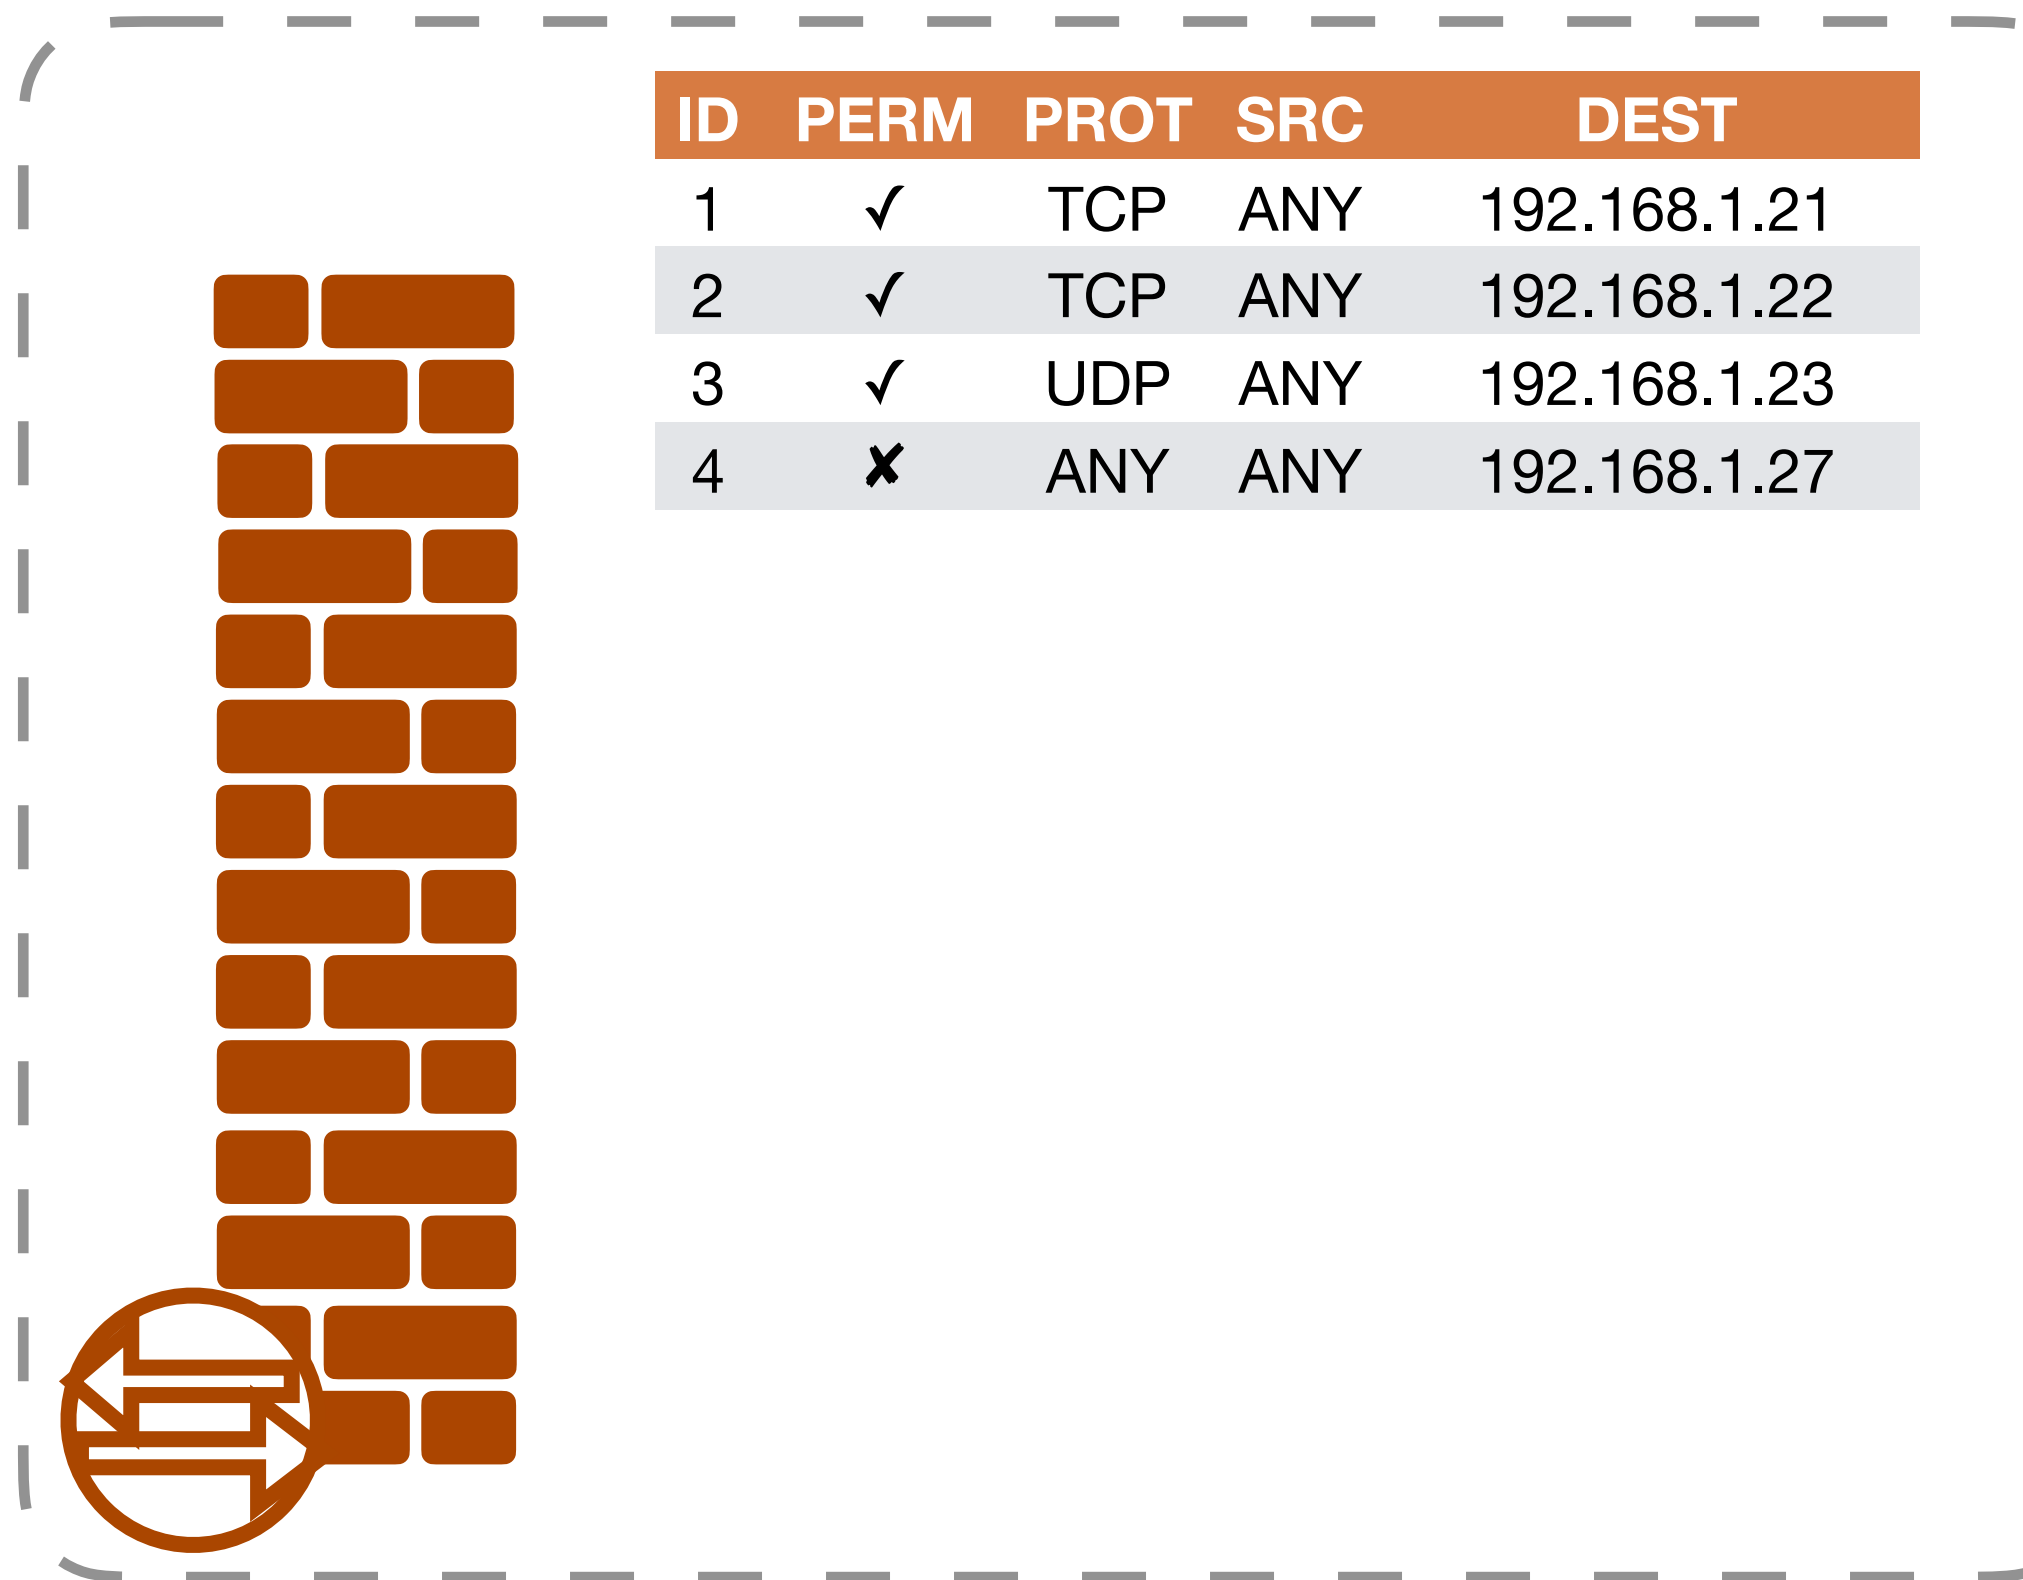 ID PERM PROT SRC DEST
1 ✓ TCP ANY 192.168.1.21
2 ✓ TCP ANY 192.168.1.22
3 ✓ UDP ANY 192.168.1.23
4 ✘ ANY ANY 192.168.1.27